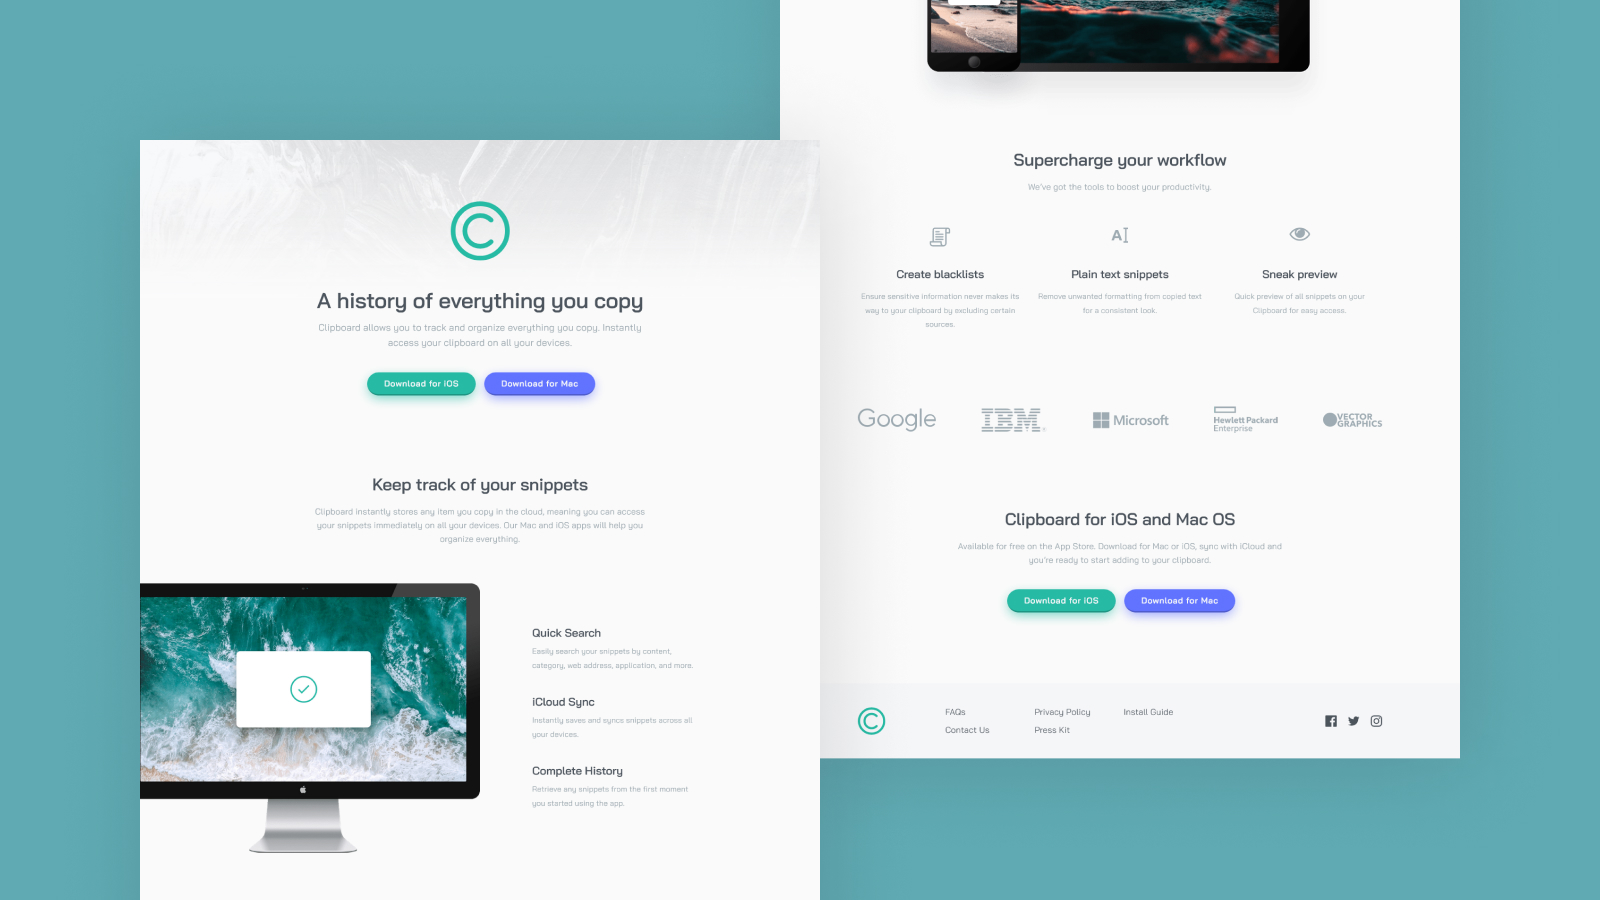 A history of everything you copy
Clipboard allows you to track and organize everything you copy. Instantly
access your clipboard on all your devices.
Download for iOS
Download for Mac
Keep track of your snippets
Clipboard instantly stores any item you copy in the cloud, meaning you can access
your snippets immediately on all your devices. Our Mac and iOS apps will help you
organize everything.
Quick Search
Easily search your snippets by content,
category, web address, application, and more.
iCloud Sync
Instantly saves and syncs snippets across all
your devices.
Complete History
Retrieve any snippets from the first moment
you started using the app.
Supercharge your workflow
We've got the tools to boost your productivity.
Create blacklists
Ensure sensitive information never makes its
way to your clipboard by excluding certain
sources.
Plain text snippets
Remove unwanted formatting from copied text
for a consistent look.
Sneak preview
Quick preview of all snippets on your
Clipboard for easy access.
Google
IBM
Microsoft
Hewlett Packard
Enterprise
VECTOR
GRAPHICS
Clipboard for iOS and Mac OS
Available for free on the App Store. Download for Mac or iOS, sync with iCloud and
you're ready to start adding to your clipboard.
Download for iOS
Download for Mac
FAQs
Contact Us
Privacy Policy
Press Kit
Install Guide